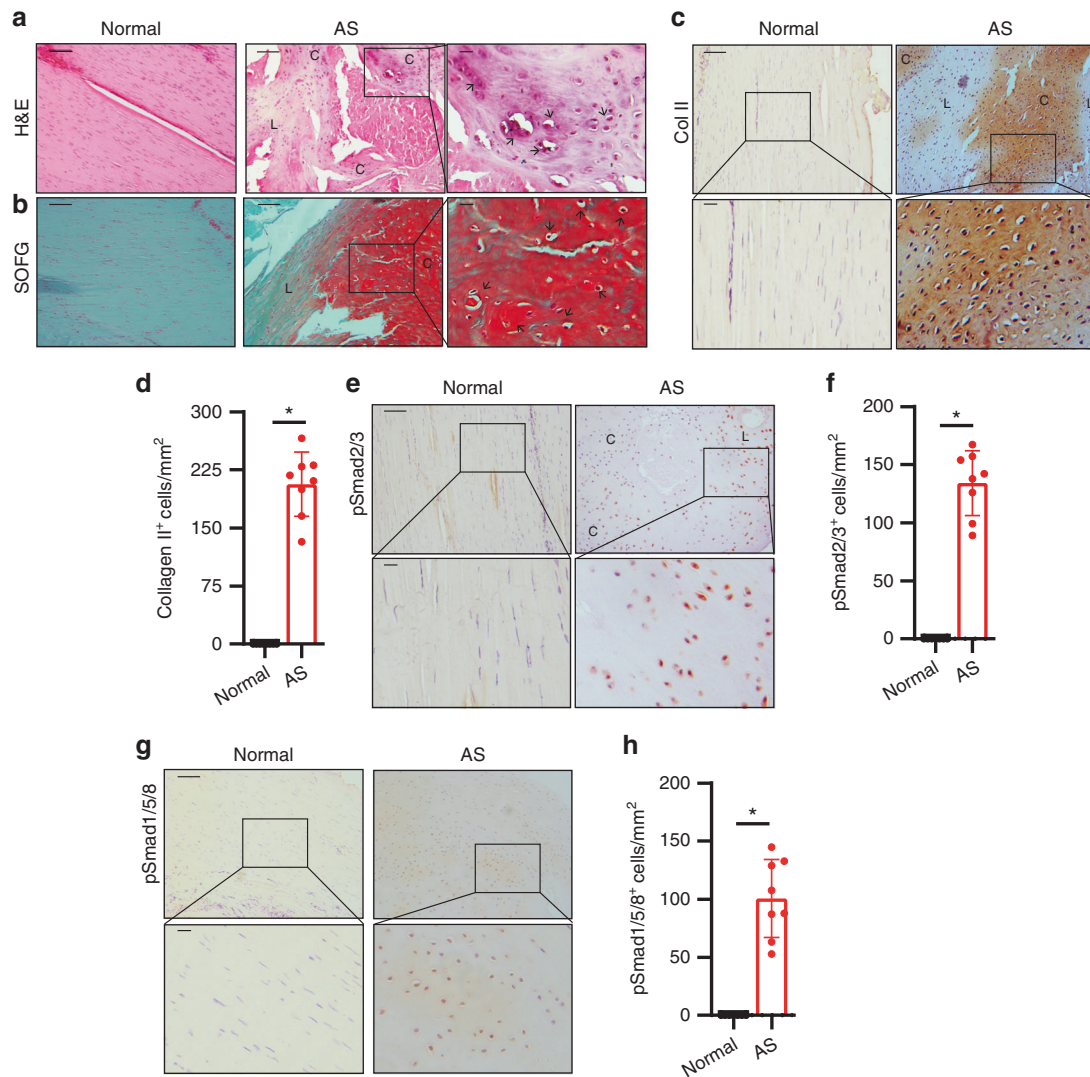 a
Normal
AS
H&E
C
C
L
C
b
SOFG
L
C
c
Normal
AS
Col II
C
L
C
L
d
Collagen II⁺ cells/mm²
300
225
150
75
0
*
Normal
AS
e
Normal
AS
pSmad2/3
C
L
C
f
pSmad2/3⁺ cells/mm²
200
150
100
50
0
*
Normal
AS
g
Normal
AS
pSmad1/5/8
h
pSmad1/5/8⁺ cells/mm²
200
150
100
50
0
*
Normal
AS